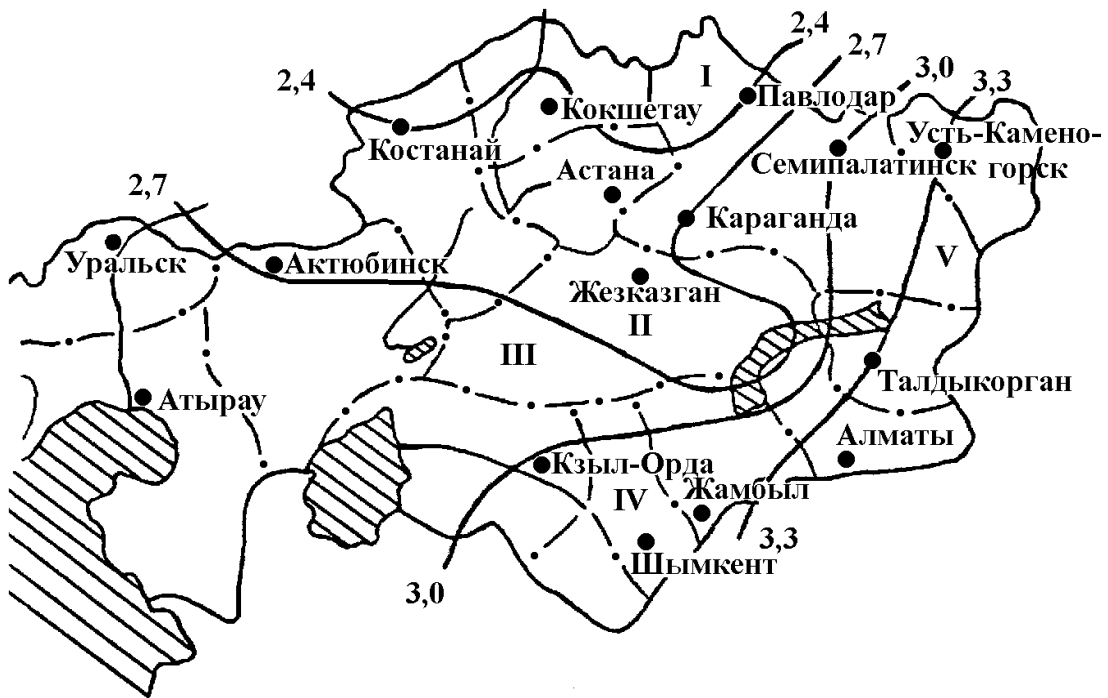 2,4
2,4
2,7
I
3,0
3,3
Павлодар
Кокшетау
Костанай
Усть-Камено-
горск
Семипалатинск
Астана
2,7
Караганда
Уральск
Актюбинск
V
Жезказган
II
III
Талдыкорган
Атырау
Алматы
Кзыл-Орда
IV
Жамбыл
3,3
Шымкент
3,0